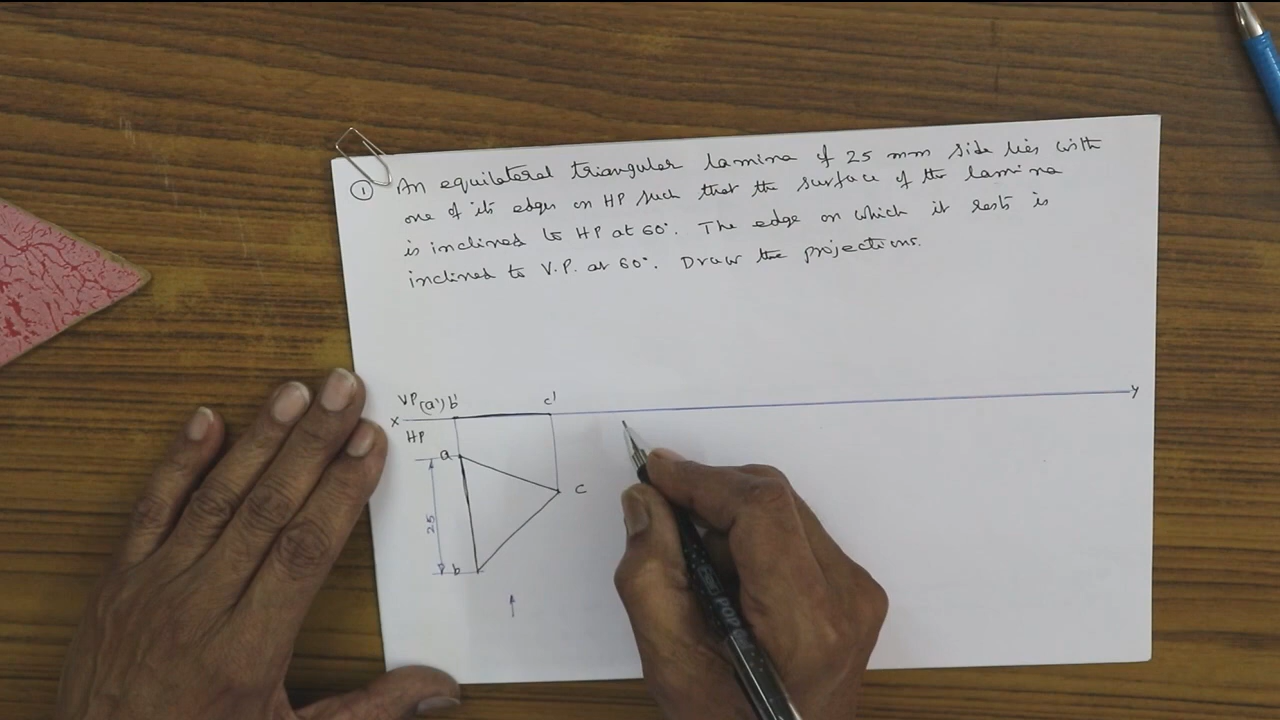 ① An equilateral triangular lamina of 25 mm side lies with
one of its edges on HP such that the surface of the lamina
is inclined to HP at 60°. The edge on which it rests is
inclined to V.P. at 60°. Draw the projections.
VP (a') b' c'
X Y
HP
a
c
25
b